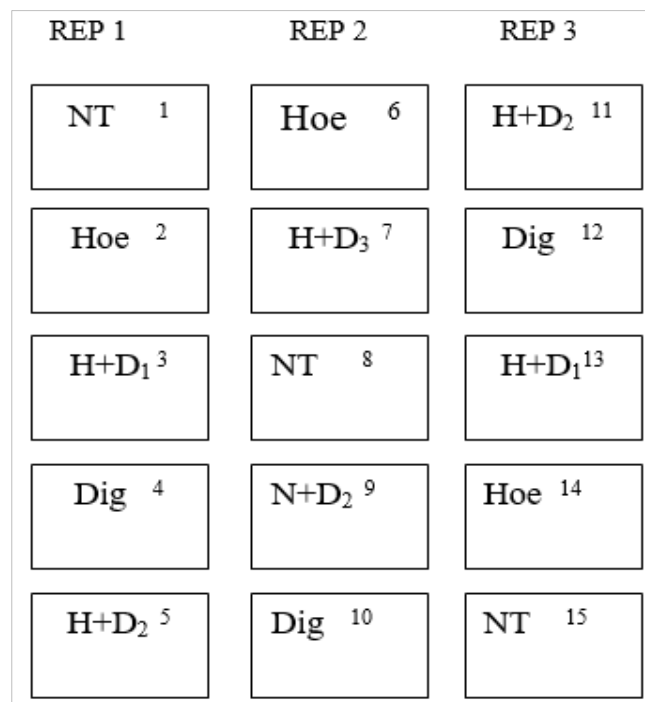 REP 1 REP 2 REP 3
NT 1 Hoe 6 H+D₂ 11
Hoe 2 H+D₃ 7 Dig 12
H+D₁ 3 NT 8 H+D₁ 13
Dig 4 N+D₂ 9 Hoe 14
H+D₂ 5 Dig 10 NT 15